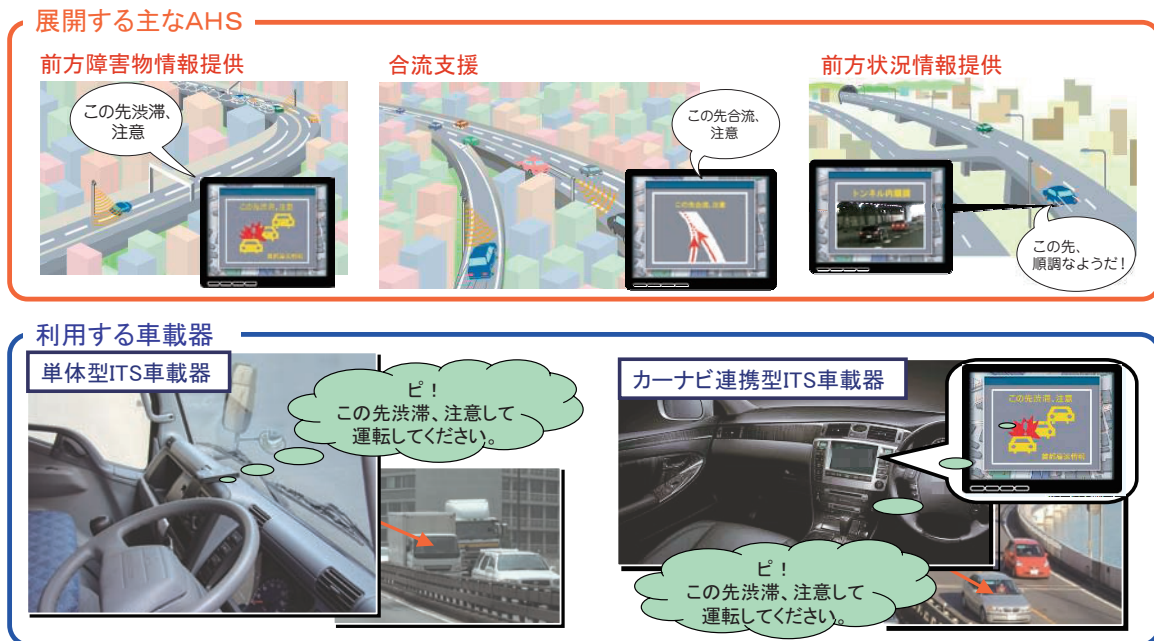 展開する主なAHS
前方障害物情報提供
合流支援
前方状況情報提供
この先渋滞、
注意
この先渋滞、注意
この先合流、
注意
この先合流、注意
この先、
順調なようだ!
利用する車載器
単体型ITS車載器
ピ!
この先渋滞、注意して
運転してください。
カーナビ連携型ITS車載器
この先渋滞、注意
ピ!
この先渋滞、注意して
運転してください。